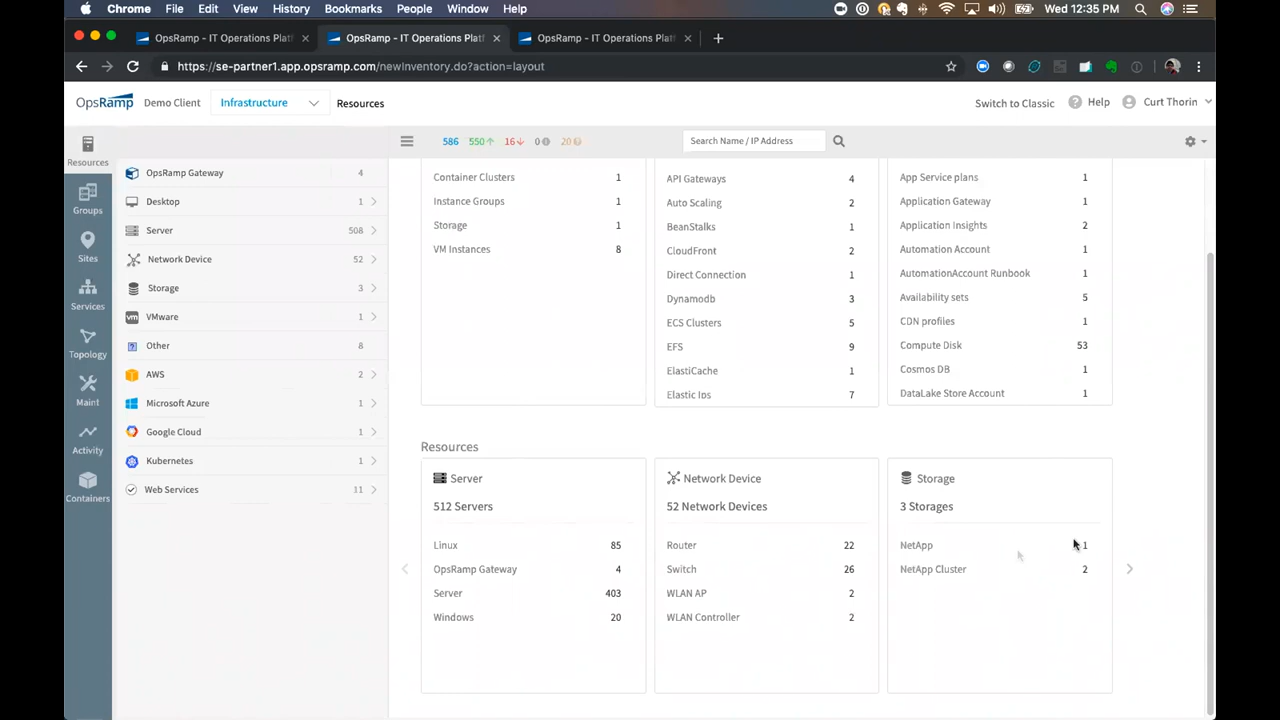 Chrome File Edit View History Bookmarks People Window Help Wed 12:35 PM
OpsRamp - IT Operations Platf OpsRamp - IT Operations Platf OpsRamp - IT Operations Platf
https://se-partner1.app.opsramp.com/newInventory.do?action=layout
OpsRamp Demo Client Infrastructure Resources Switch to Classic Help Curt Thorin
586 550 16 0 20 Search Name / IP Address
Resources
Groups
Sites
Services
Topology
Maint
Activity
Containers
OpsRamp Gateway 4
Desktop 1
Server 508
Network Device 52
Storage 3
VMware 1
Other 8
AWS 2
Microsoft Azure 1
Google Cloud 1
Kubernetes 1
Web Services 11
Container Clusters 1
Instance Groups 1
Storage 1
VM Instances 8
API Gateways 4
Auto Scaling 2
BeanStalks 1
CloudFront 2
Direct Connection 1
Dynamodb 3
ECS Clusters 5
EFS 9
ElastiCache 1
Elastic Ips 7
App Service plans 1
Application Gateway 1
Application Insights 2
Automation Account 1
AutomationAccount Runbook 1
Availability sets 5
CDN profiles 1
Compute Disk 53
Cosmos DB 1
DataLake Store Account 1
Resources
Server
512 Servers
Linux 85
OpsRamp Gateway 4
Server 403
Windows 20
Network Device
52 Network Devices
Router 22
Switch 26
WLAN AP 2
WLAN Controller 2
Storage
3 Storages
NetApp 1
NetApp Cluster 2